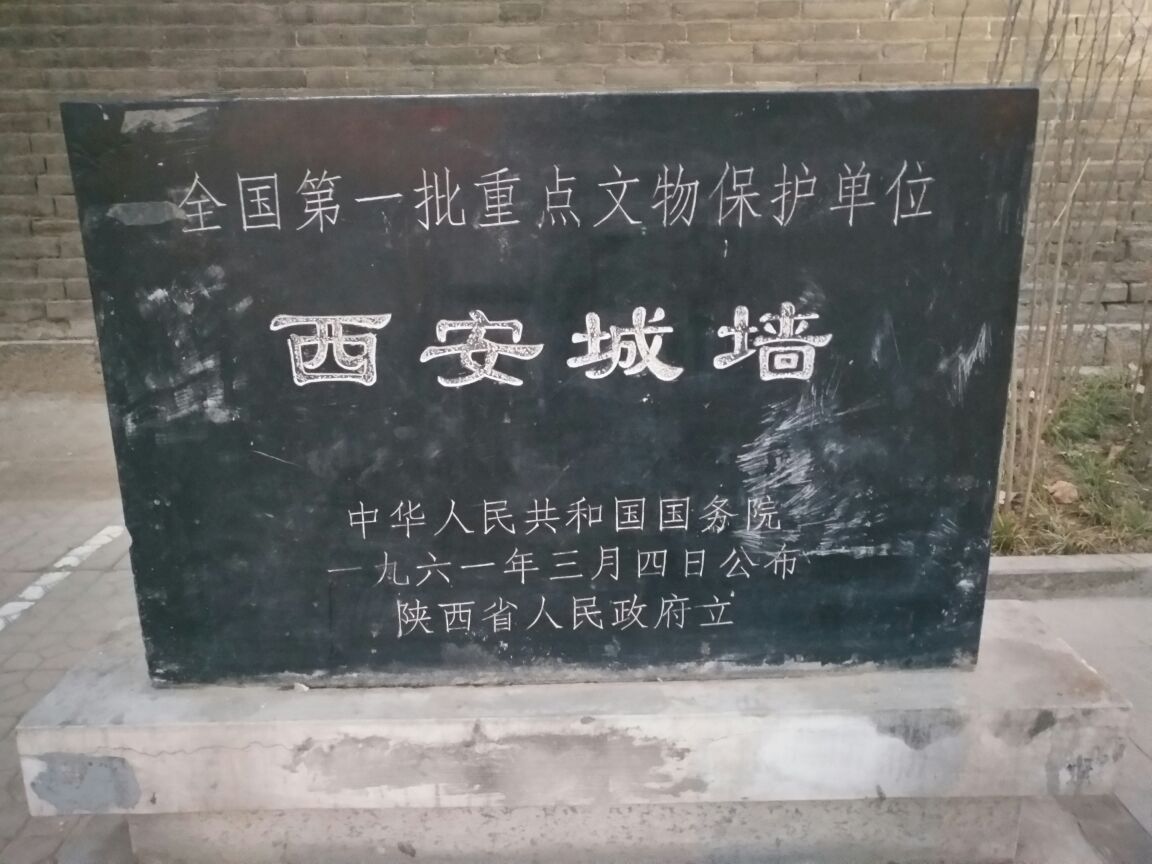 全国第一批重点文物保护单位
西安城墙
中华人民共和国国务院
一九六一年三月四日公布
陕西省人民政府立